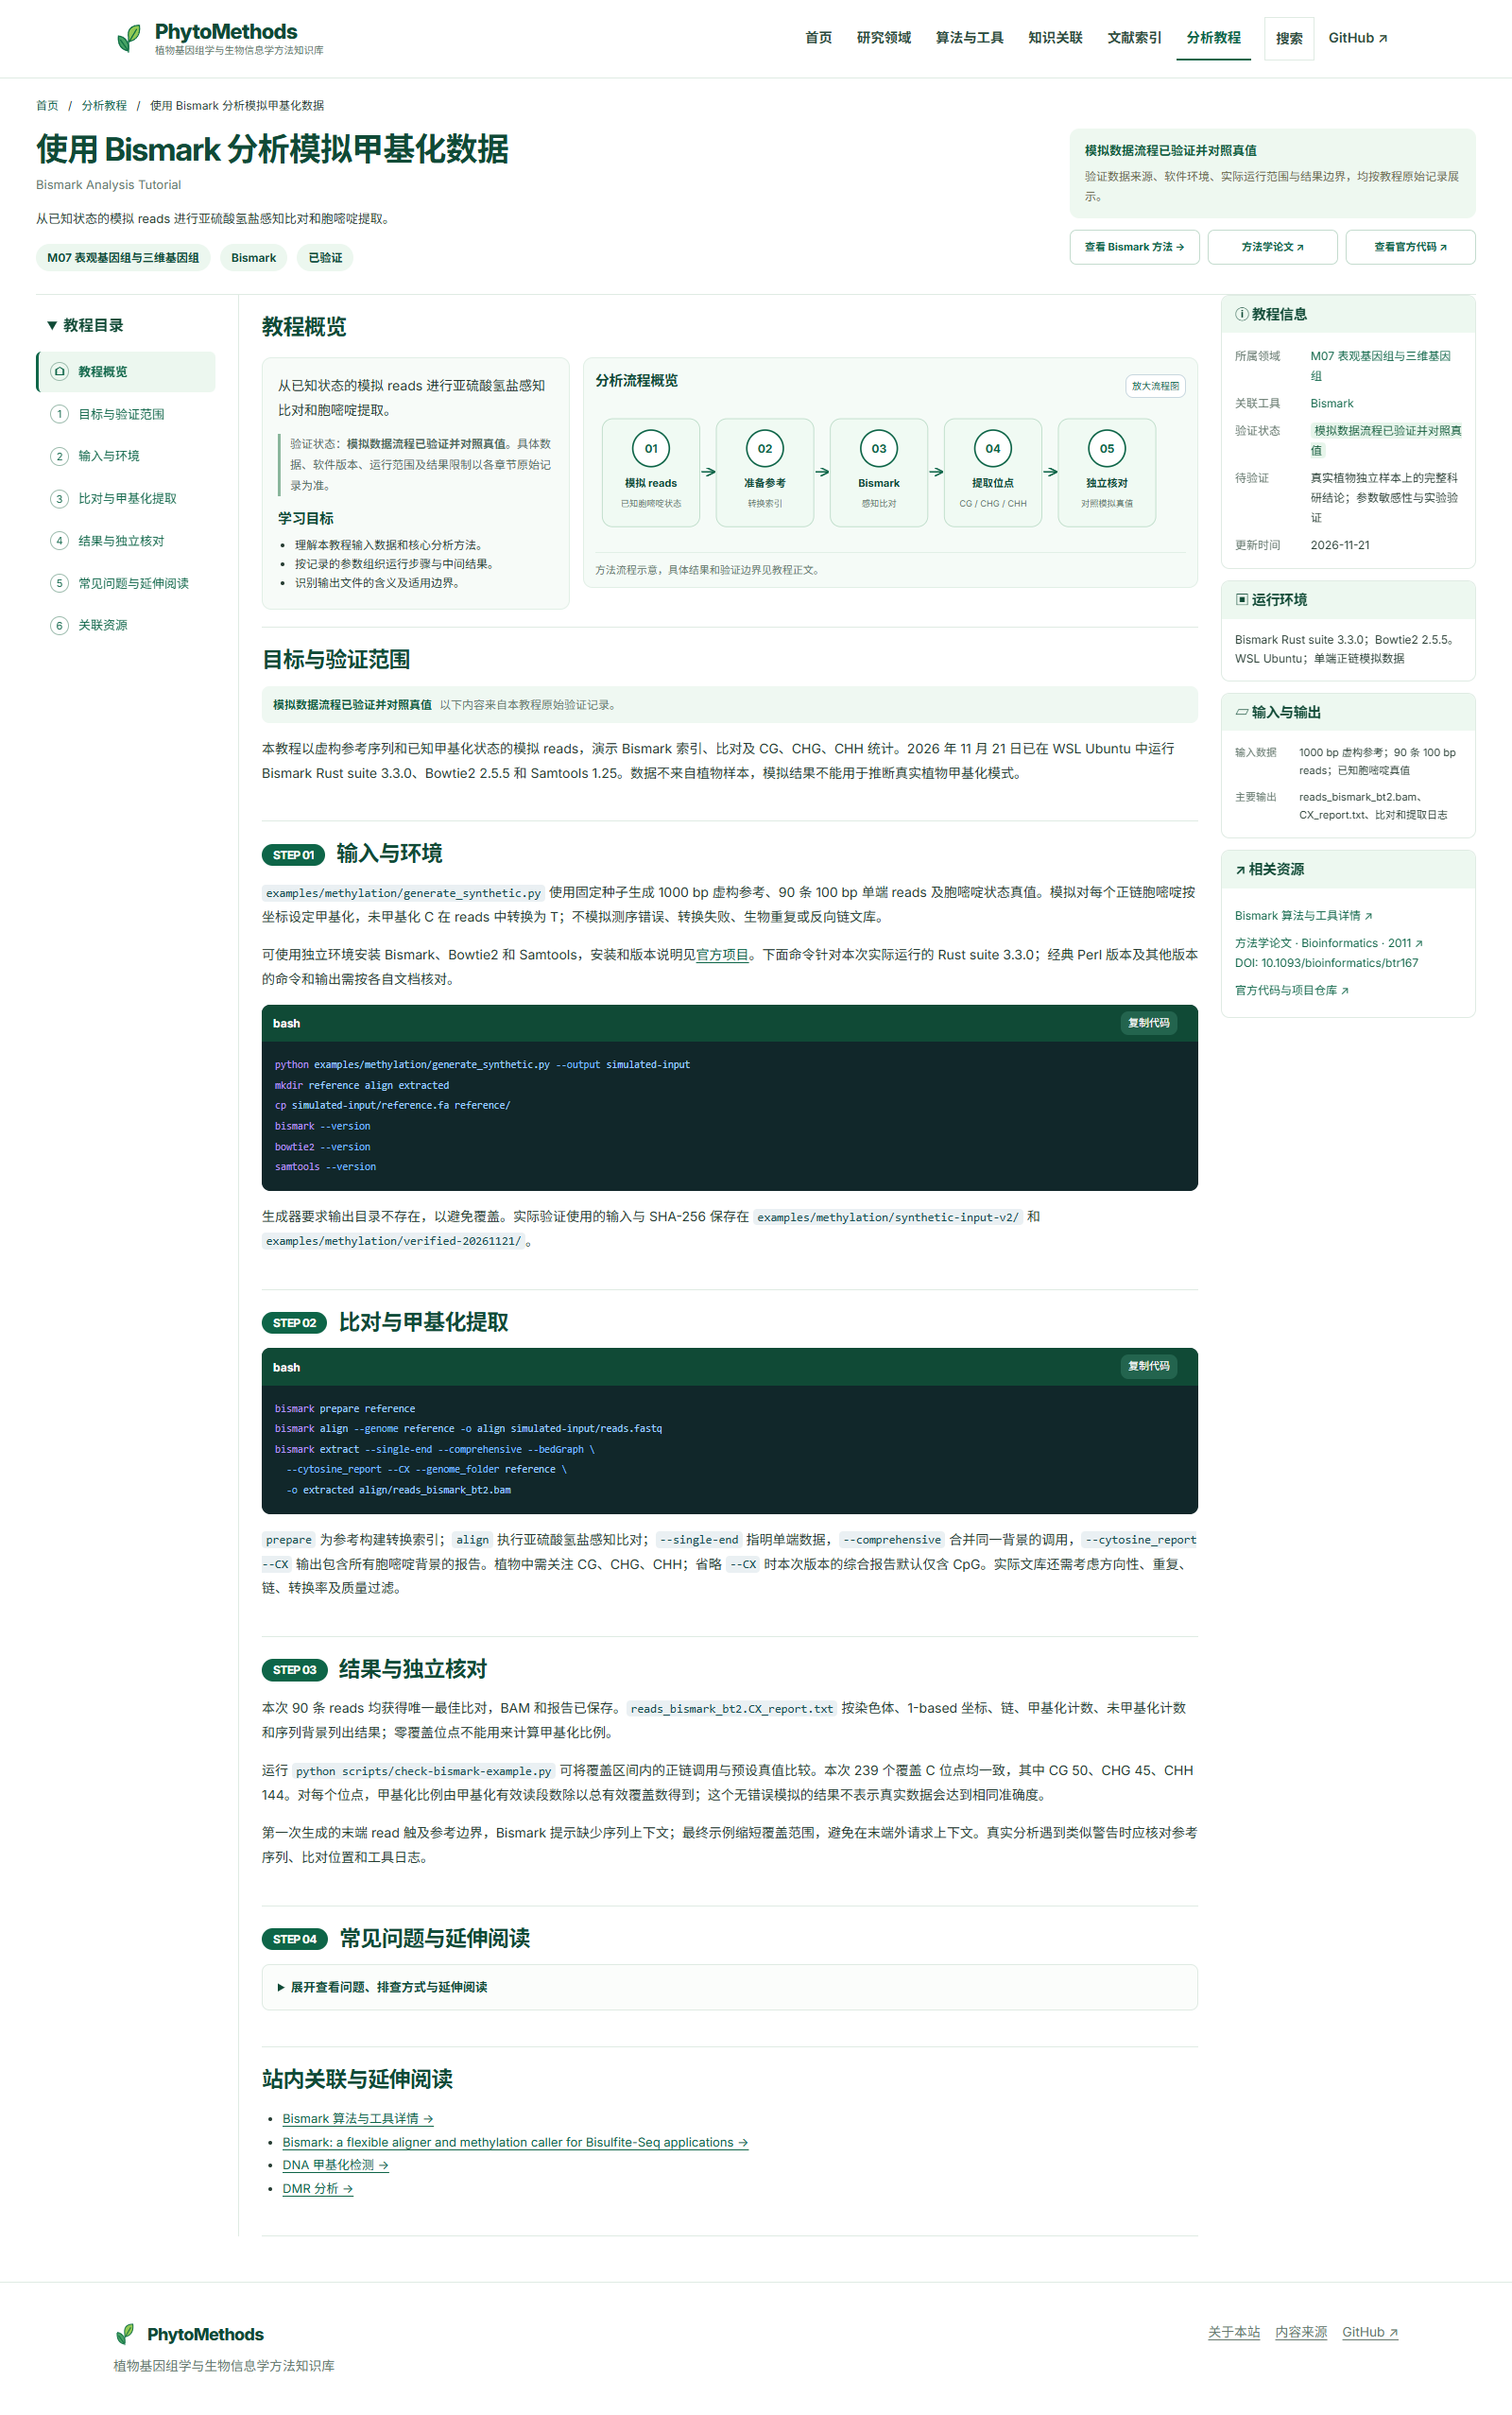 PhytoMethods
植物基因组学与生物信息学方法知识库
首页 研究领域 算法与工具 知识关联 文献索引 分析教程 搜索 GitHub ↗
首页 / 分析教程 / 使用 Bismark 分析模拟甲基化数据
使用 Bismark 分析模拟甲基化数据
Bismark Analysis Tutorial
从已知状态的模拟 reads 进行亚硫酸氢盐感知比对和胞嘧啶提取。
M07 表观基因组与三维基因组 Bismark 已验证
模拟数据流程已验证并对照真值
验证数据来源、软件环境、实际运行范围与结果边界，均按教程原始记录展
示。
查看 Bismark 方法 → 方法学论文 ↗ 查看官方代码 ↗
▼ 教程目录
教程概览
1 目标与验证范围
2 输入与环境
3 比对与甲基化提取
4 结果与独立核对
5 常见问题与延伸阅读
6 关联资源
教程概览
从已知状态的模拟 reads 进行亚硫酸氢盐感知
比对和胞嘧啶提取。
验证状态：模拟数据流程已验证并对照真值。具体数
据、软件版本、运行范围及结果限制以各章节原始记
录为准。
学习目标
• 理解本教程输入数据和核心分析方法。
• 按记录的参数组织运行步骤与中间结果。
• 识别输出文件的含义及适用边界。
分析流程概览
放大流程图
01 → 02 → 03 → 04 → 05
模拟 reads 准备参考 Bismark 提取位点 独立核对
已知胞嘧啶状态 转换索引 感知比对 CG / CHG / CHH 对照模拟真值
方法流程示意，具体结果和验证边界见教程正文。
目标与验证范围
模拟数据流程已验证并对照真值 以下内容来自本教程原始验证记录。
本教程以虚构参考序列和已知甲基化状态的模拟 reads，演示 Bismark 索引、比对及 CG、CHG、CHH 统计。2026 年 11 月 21 日已在 WSL Ubuntu 中运行
Bismark Rust suite 3.3.0、Bowtie2 2.5.5 和 Samtools 1.25。数据不来自植物样本，模拟结果不能用于推断真实植物甲基化模式。
STEP 01 输入与环境
examples/methylation/generate_synthetic.py 使用固定种子生成 1000 bp 虚构参考、90 条 100 bp 单端 reads 及胞嘧啶状态真值。模拟对每个正链胞嘧啶按
坐标设定甲基化，未甲基化 C 在 reads 中转换为 T；不模拟测序错误、转换失败、生物重复或反向链文库。
可使用独立环境安装 Bismark、Bowtie2 和 Samtools，安装和版本说明见官方项目。下面命令针对本次实际运行的 Rust suite 3.3.0；经典 Perl 版本及其他版本
的命令和输出需按各自文档核对。
bash 复制代码
python examples/methylation/generate_synthetic.py --output simulated-input
mkdir reference align extracted
cp simulated-input/reference.fa reference/
bismark --version
bowtie2 --version
samtools --version
生成器要求输出目录不存在，以避免覆盖。实际验证使用的输入与 SHA-256 保存在 examples/methylation/synthetic-input-v2/ 和
examples/methylation/verified-20261121/。
STEP 02 比对与甲基化提取
bash 复制代码
bismark prepare reference
bismark align --genome reference -o align simulated-input/reads.fastq
bismark extract --single-end --comprehensive --bedGraph \
--cytosine_report --CX --genome_folder reference \
-o extracted align/reads_bismark_bt2.bam
prepare 为参考构建转换索引；align 执行亚硫酸氢盐感知比对；--single-end 指明单端数据，--comprehensive 合并同一背景的调用，--cytosine_report
--CX 输出包含所有胞嘧啶背景的报告。植物中需关注 CG、CHG、CHH；省略 --CX 时本次版本的综合报告默认仅含 CpG。实际文库还需考虑方向性、重复、
链、转换率及质量过滤。
STEP 03 结果与独立核对
本次 90 条 reads 均获得唯一最佳比对，BAM 和报告已保存。reads_bismark_bt2.CX_report.txt 按染色体、1-based 坐标、链、甲基化计数、未甲基化计数
和序列背景列出结果；零覆盖位点不能用来计算甲基化比例。
运行 python scripts/check-bismark-example.py 可将覆盖区间内的正链调用与预设真值比较。本次 239 个覆盖 C 位点均一致，其中 CG 50、CHG 45、CHH
144。对每个位点，甲基化比例由甲基化有效读段数除以总有效覆盖数得到；这个无错误模拟的结果不表示真实数据会达到相同准确度。
第一次生成的末端 read 触及参考边界，Bismark 提示缺少序列上下文；最终示例缩短覆盖范围，避免在末端外请求上下文。真实分析遇到类似警告时应核对参考
序列、比对位置和工具日志。
STEP 04 常见问题与延伸阅读
▶ 展开查看问题、排查方式与延伸阅读
站内关联与延伸阅读
• Bismark 算法与工具详情 →
• Bismark: a flexible aligner and methylation caller for Bisulfite-Seq applications →
• DNA 甲基化检测 →
• DMR 分析 →
教程信息
所属领域 M07 表观基因组与三维基因
组
关联工具 Bismark
验证状态 模拟数据流程已验证并对照真
值
待验证 真实植物独立样本上的完整科
研结论；参数敏感性与实验验
证
更新时间 2026-11-21
运行环境
Bismark Rust suite 3.3.0；Bowtie2 2.5.5。
WSL Ubuntu；单端正链模拟数据
输入与输出
输入数据 1000 bp 虚构参考；90 条 100 bp
reads；已知胞嘧啶真值
主要输出 reads_bismark_bt2.bam、
CX_report.txt、比对和提取日志
↗ 相关资源
Bismark 算法与工具详情 ↗
方法学论文 · Bioinformatics · 2011 ↗
DOI: 10.1093/bioinformatics/btr167
官方代码与项目仓库 ↗
PhytoMethods
植物基因组学与生物信息学方法知识库
关于本站 内容来源 GitHub ↗